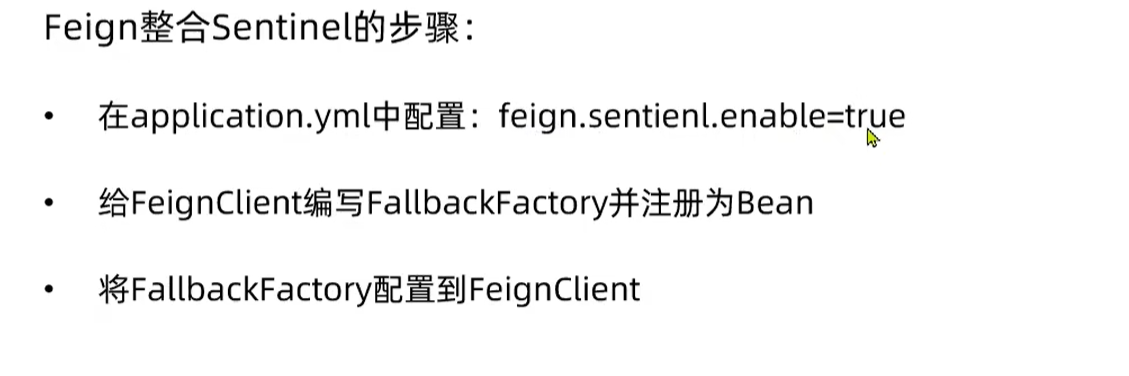 Feign整合Sentinel的步骤：
• 在application.yml中配置：feign.sentienl.enable=true
• 给FeignClient编写FallbackFactory并注册为Bean
• 将FallbackFactory配置到FeignClient